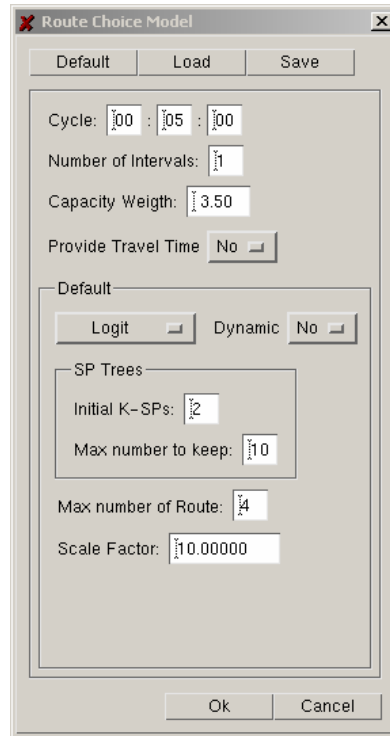 Route Choice Model
Default Load Save
Cycle: 00 : 05 : 00
Number of Intervals: 1
Capacity Weigth: 3.50
Provide Travel Time No
Default
Logit Dynamic No
SP Trees
Initial K-SPs: 2
Max number to keep: 10
Max number of Route: 4
Scale Factor: 10.00000
Ok Cancel